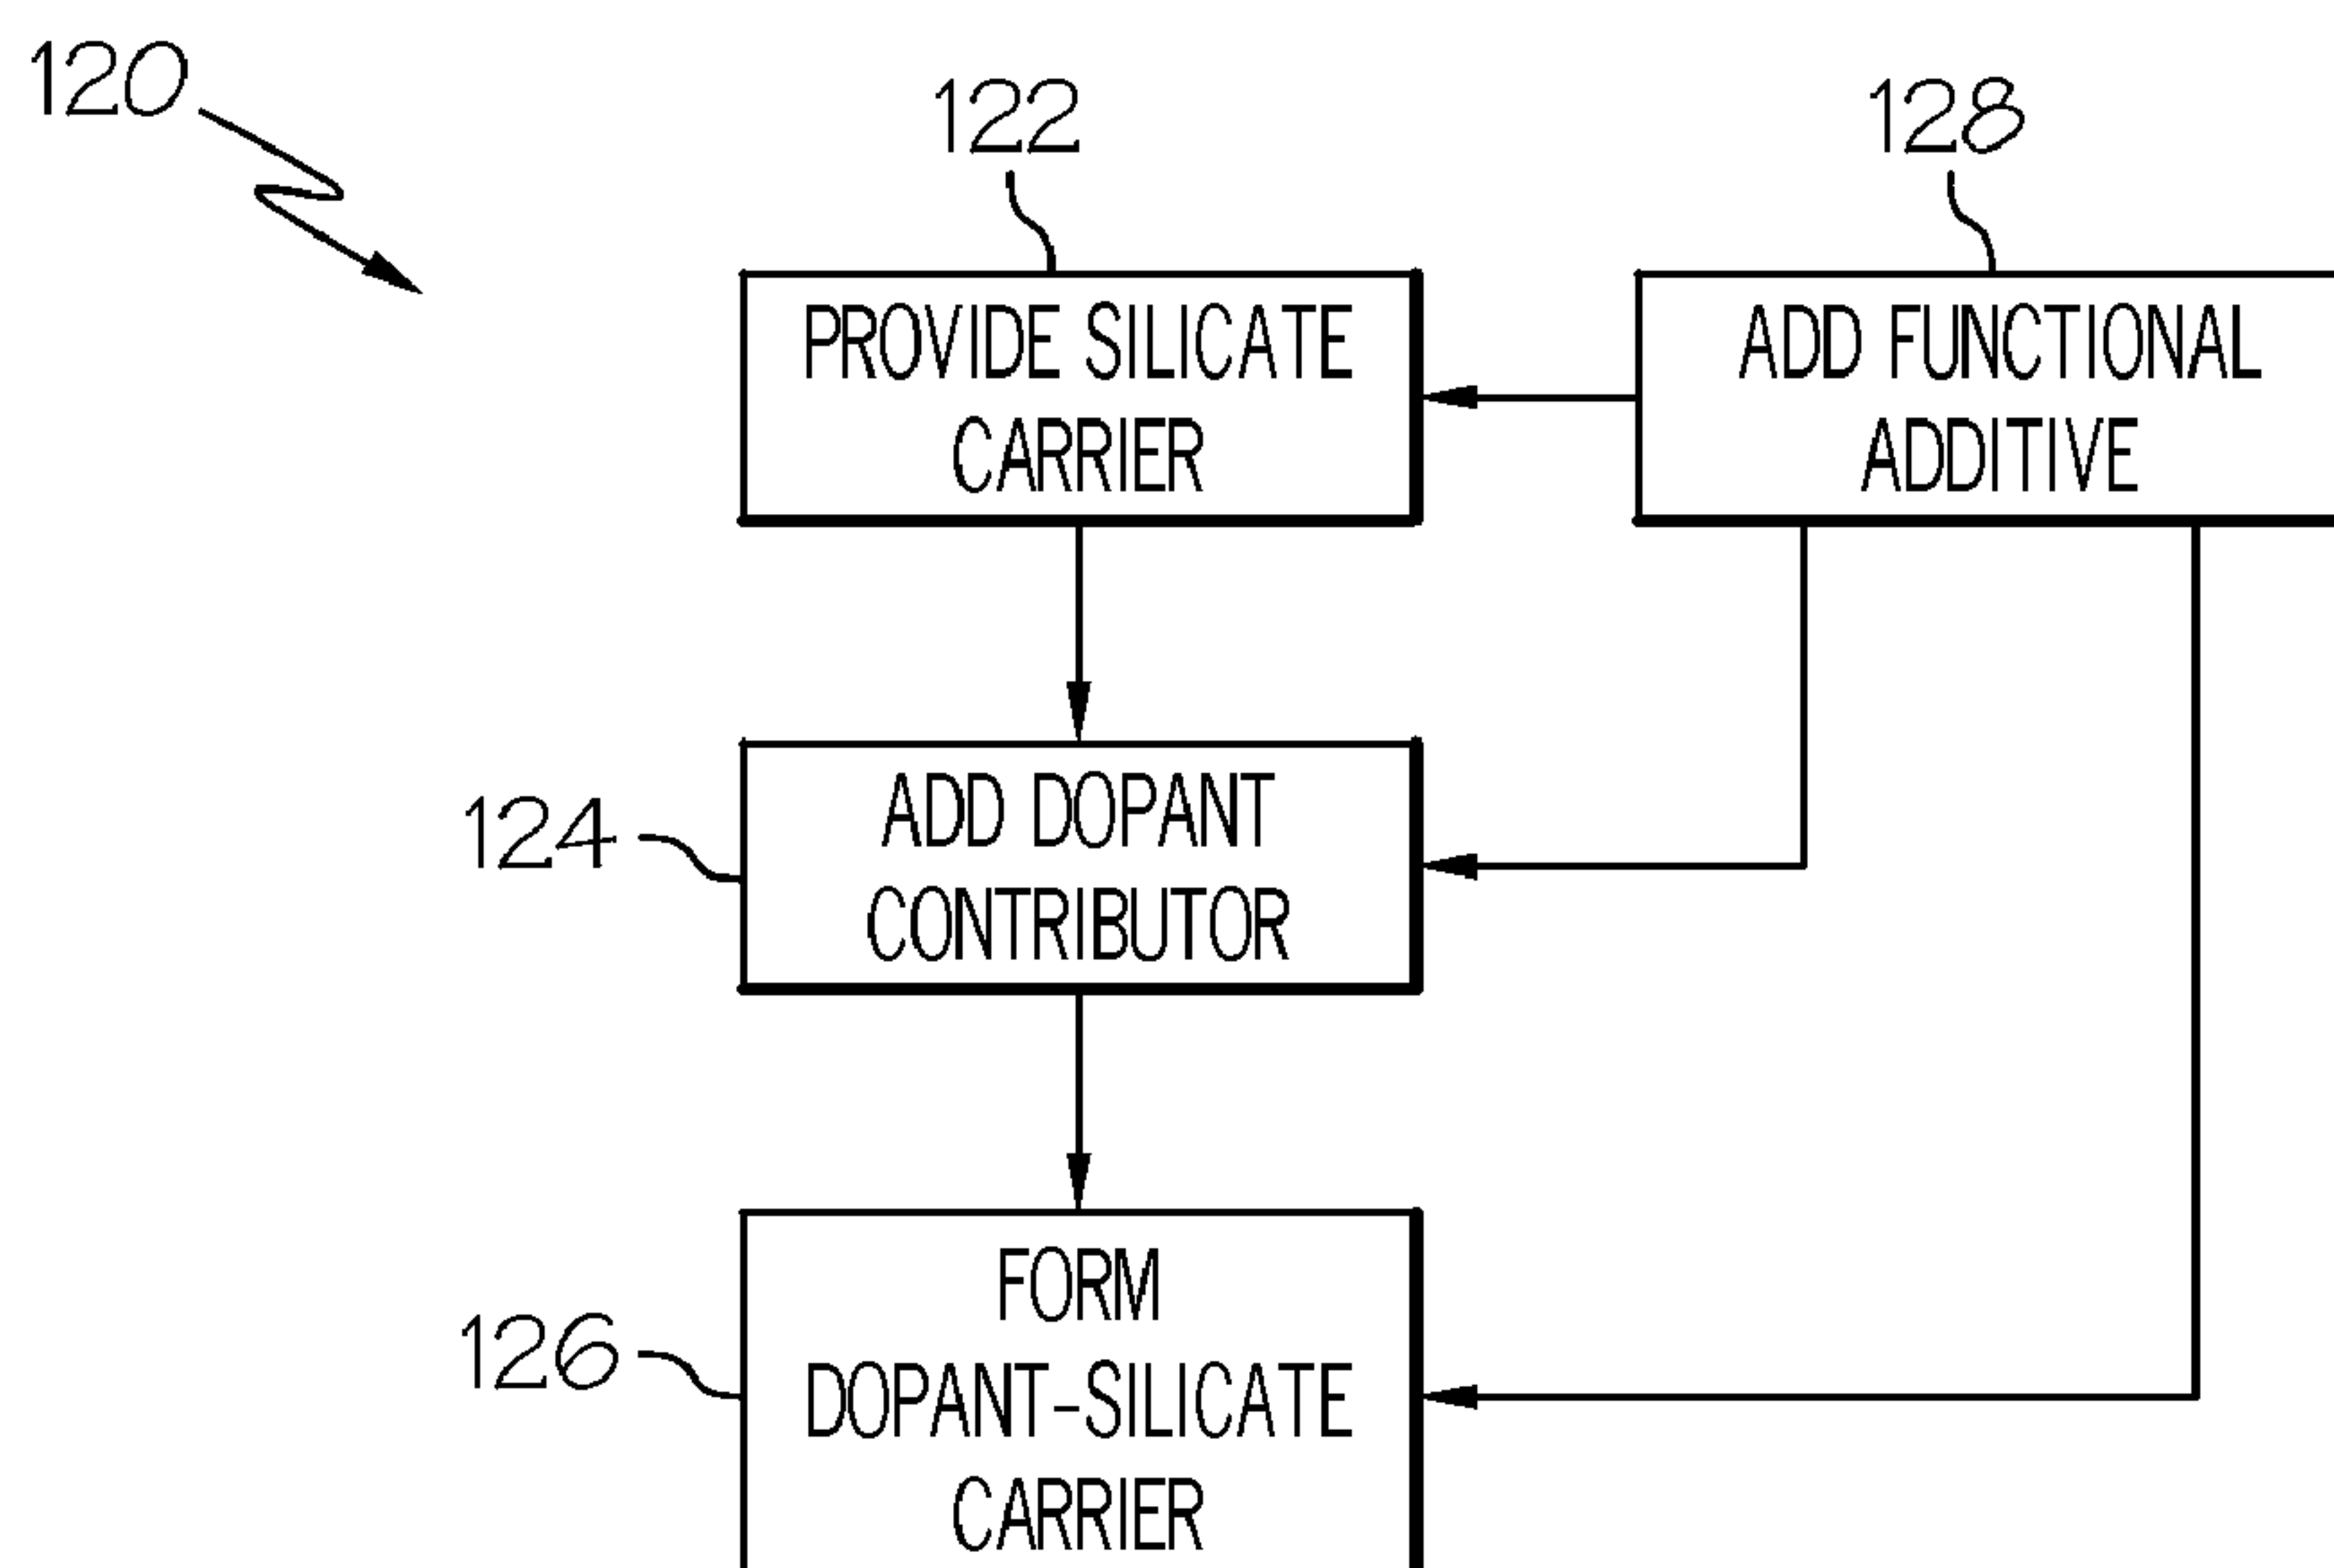 120
122
128
PROVIDE SILICATE
CARRIER
ADD FUNCTIONAL
ADDITIVE
124
ADD DOPANT
CONTRIBUTOR
126
FORM
DOPANT-SILICATE
CARRIER